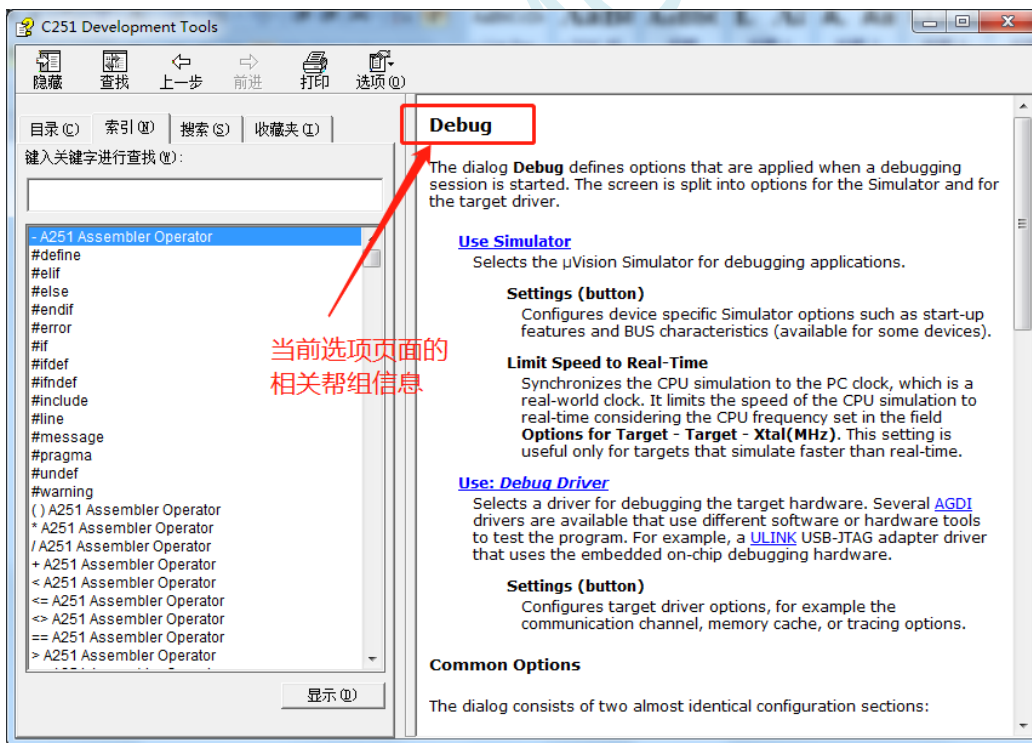 C251 Development Tools
隐藏 查找 上一步 前进 打印 选项(O)
目录(C) 索引(N) 搜索(S) 收藏夹(I)
键入关键字进行查找(W):
- A251 Assembler Operator
#define
#elif
#else
#endif
#error
#if
#ifdef
#ifndef
#include
#line
#message
#pragma
#undef
#warning
( ) A251 Assembler Operator
* A251 Assembler Operator
/ A251 Assembler Operator
+ A251 Assembler Operator
< A251 Assembler Operator
<= A251 Assembler Operator
<> A251 Assembler Operator
== A251 Assembler Operator
> A251 Assembler Operator
显示(D)
当前选项页面的
相关帮组信息
Debug
The dialog Debug defines options that are applied when a debugging
session is started. The screen is split into options for the Simulator and for
the target driver.
Use Simulator
Selects the µVision Simulator for debugging applications.
Settings (button)
Configures device specific Simulator options such as start-up
features and BUS characteristics (available for some devices).
Limit Speed to Real-Time
Synchronizes the CPU simulation to the PC clock, which is a
real-world clock. It limits the speed of the CPU simulation to
real-time considering the CPU frequency set in the field
Options for Target - Target - Xtal(MHz). This setting is
useful only for targets that simulate faster than real-time.
Use: Debug Driver
Selects a driver for debugging the target hardware. Several AGDI
drivers are available that use different software or hardware tools
to test the program. For example, a ULINK USB-JTAG adapter driver
that uses the embedded on-chip debugging hardware.
Settings (button)
Configures target driver options, for example the
communication channel, memory cache, or tracing options.
Common Options
The dialog consists of two almost identical configuration sections: